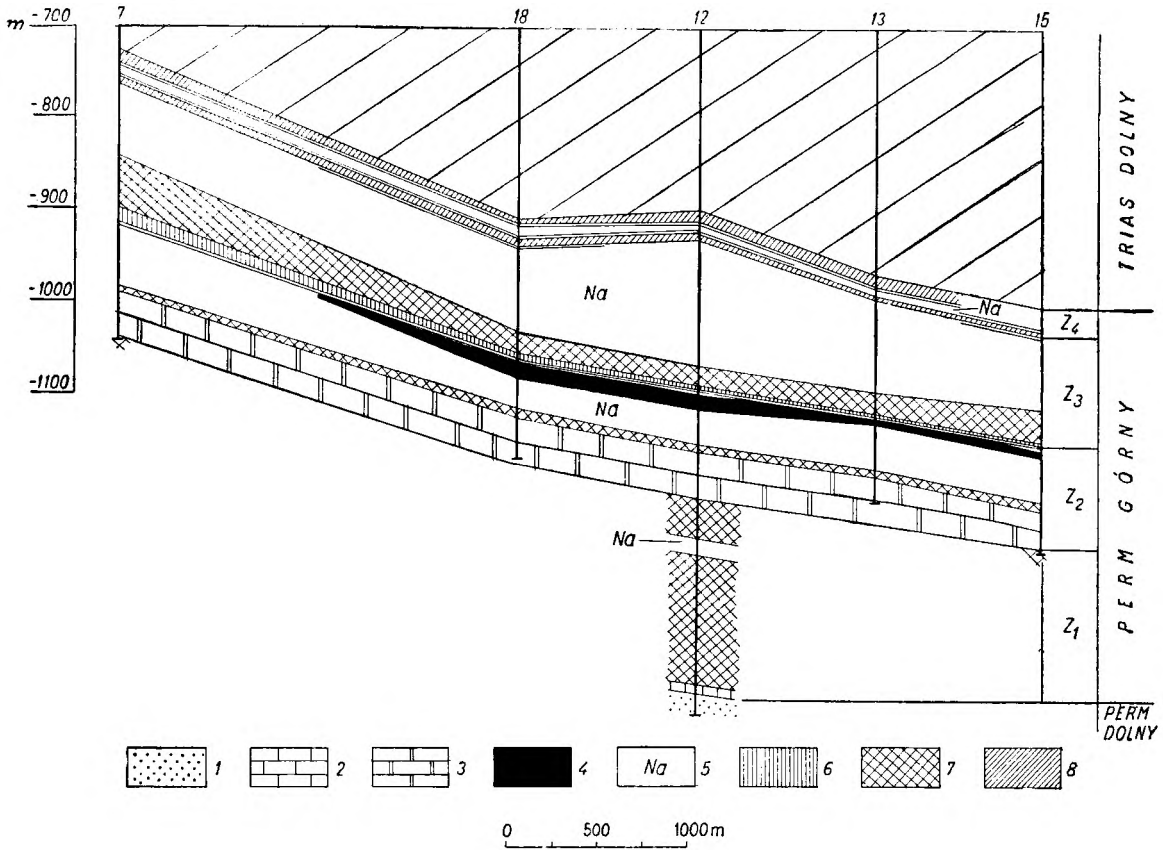 m -700 7 18 12 13 15
-800
-900
-1000
-1100
Na
Na
Na
Na
Z4
Z3
Z2
Z1
TRIAS DOLNY
PERM GÓRNY
PERM
DOLNY
1 2 3 4 Na 5 6 7 8
0 500 1000 m